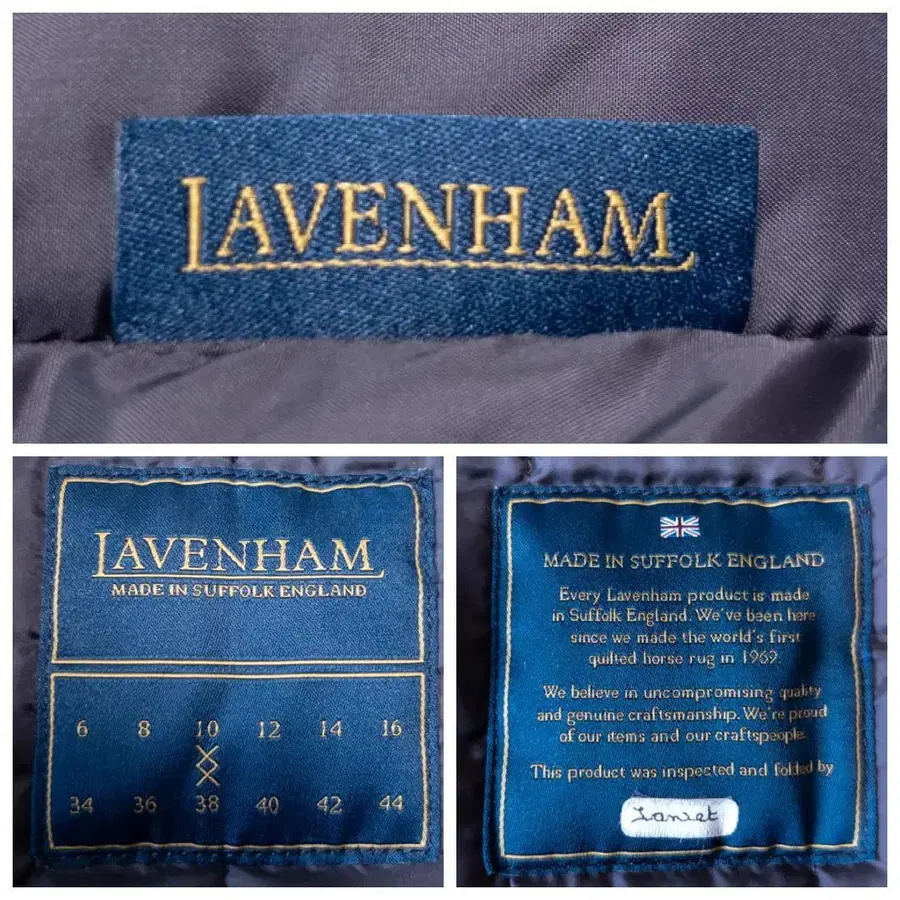 LAVENHAM
LAVENHAM
MADE IN SUFFOLK ENGLAND
6 8 10 12 14 16
XX
34 36 38 40 42 44
MADE IN SUFFOLK ENGLAND
Every Lavenham product is made
in Suffolk England. We've been here
since we made the world's first
quilted horse rug in 1969.
We believe in uncompromising quality
and genuine craftsmanship. We're proud
of our items and our craftspeople.
This product was inspected and folded by